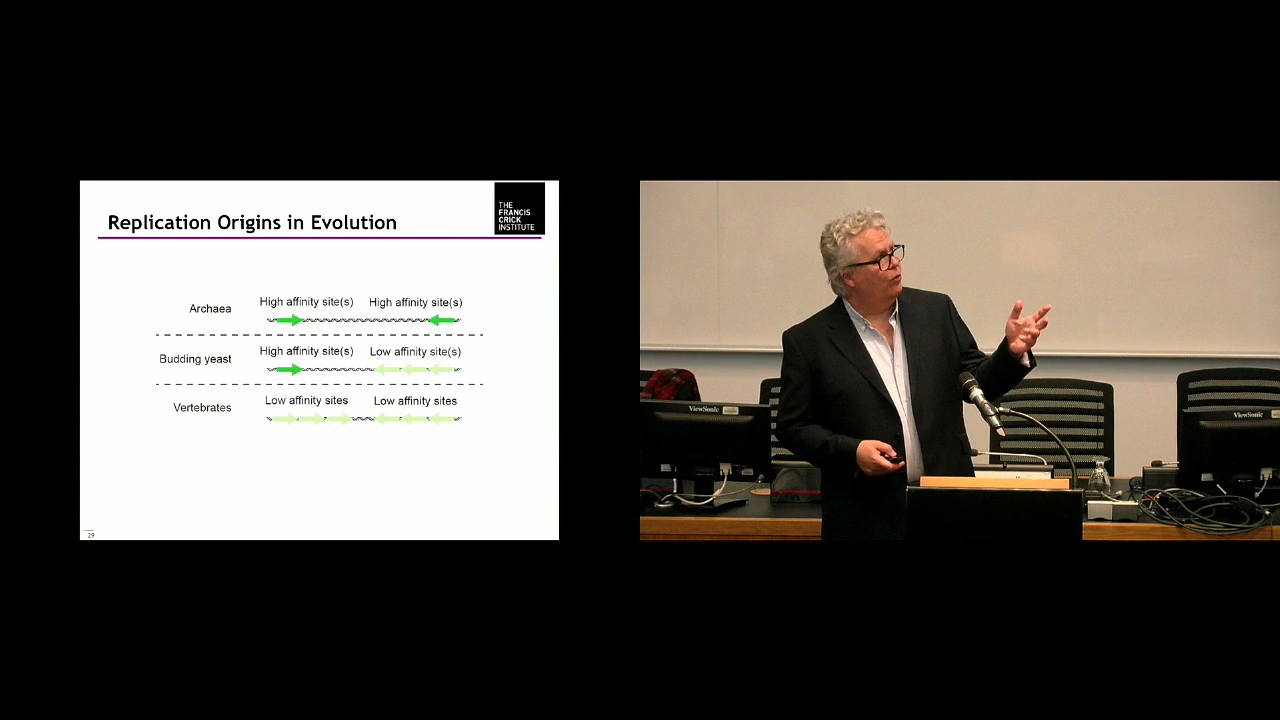 Replication Origins in Evolution
THE
FRANCIS
CRICK
INSTITUTE
Archaea
High affinity site(s)
High affinity site(s)
Budding yeast
High affinity site(s)
Low affinity site(s)
Vertebrates
Low affinity sites
Low affinity sites
29
ViewSonic
ViewSonic